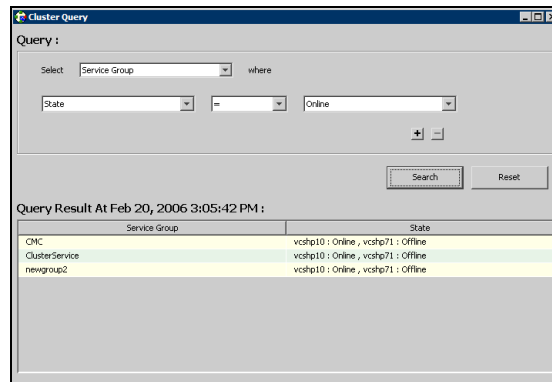 Cluster Query
Query :
Select Service Group where
State = Online
+ −
Search Reset
Query Result At Feb 20, 2006 3:05:42 PM :
Service Group State
CMC vcshp10 : Online , vcshp71 : Offline
ClusterService vcshp10 : Online , vcshp71 : Offline
newgroup2 vcshp10 : Online , vcshp71 : Offline